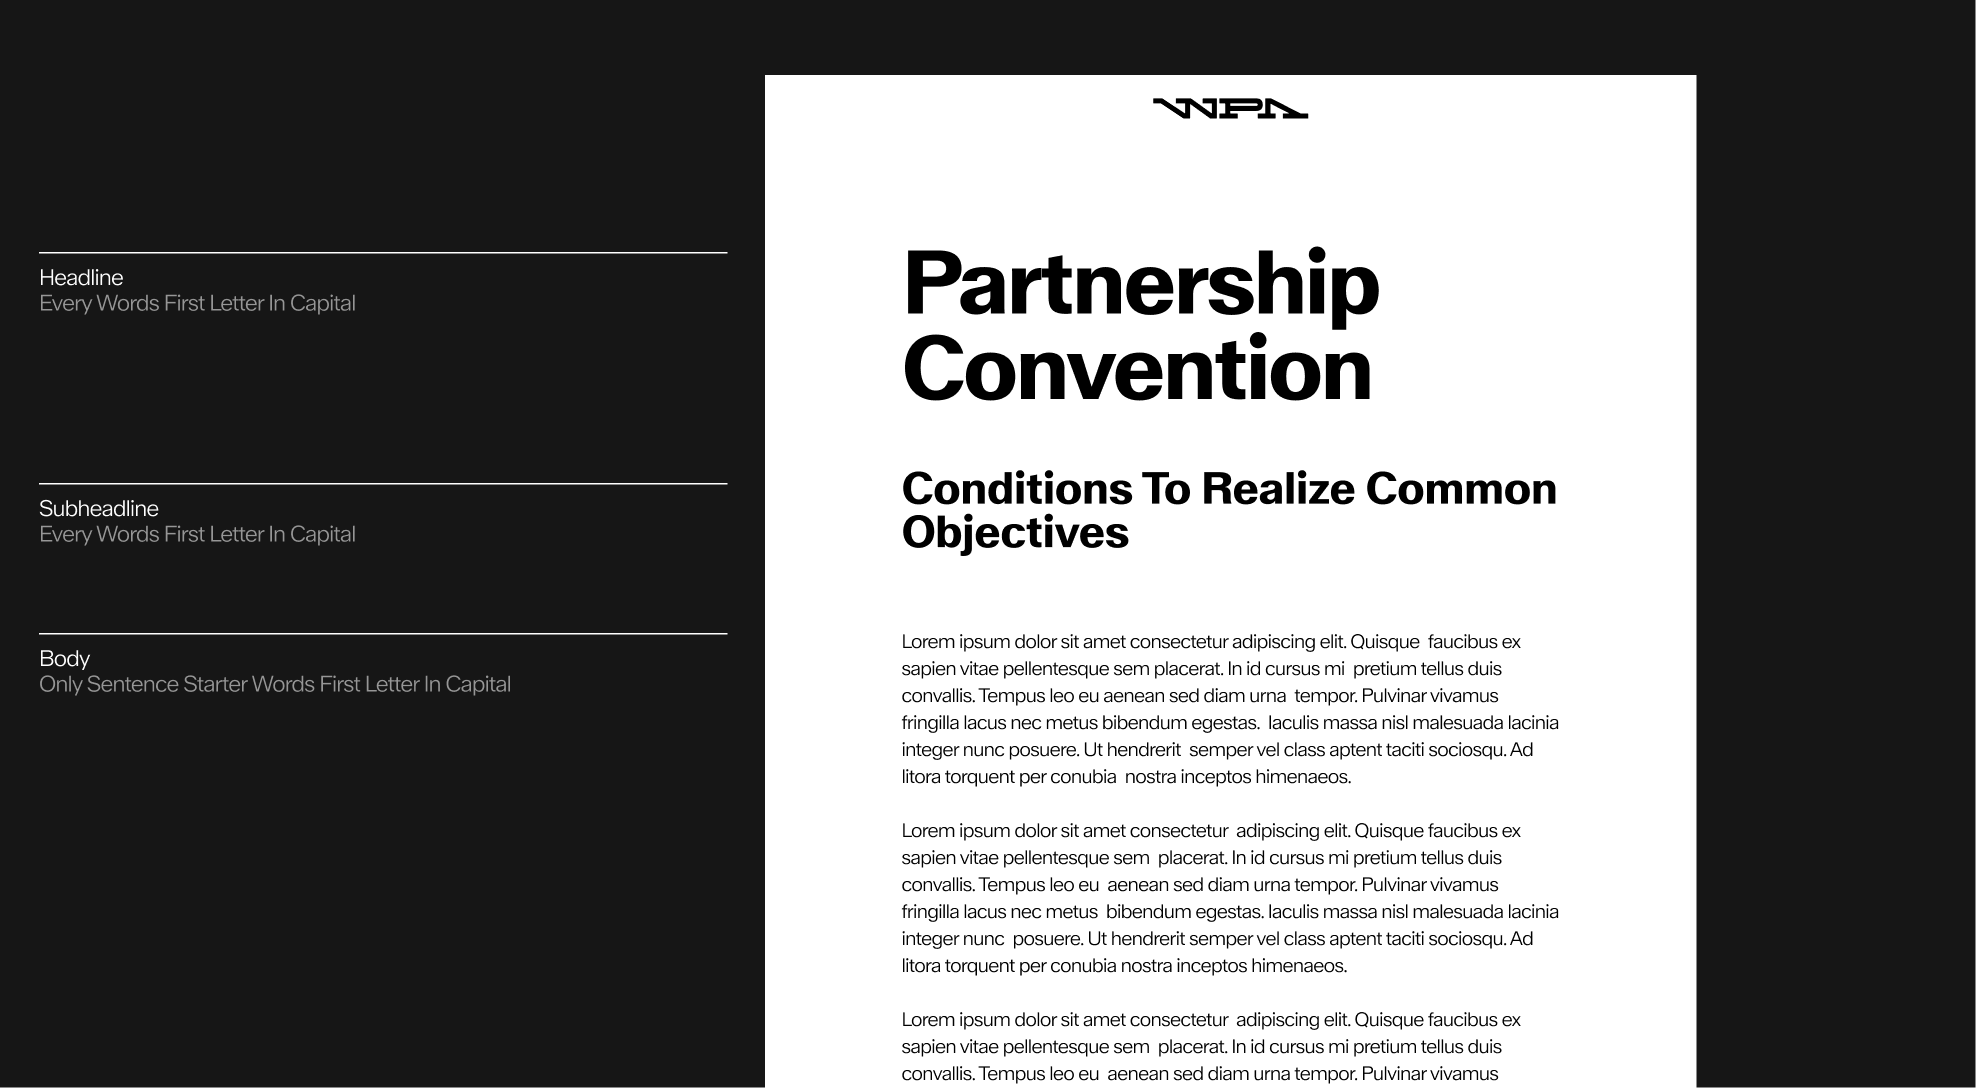 Headline
Every Words First Letter In Capital
Subheadline
Every Words First Letter In Capital
Body
Only Sentence Starter Words First Letter In Capital
WPA
Partnership
Convention
Conditions To Realize Common
Objectives
Lorem ipsum dolor sit amet consectetur adipiscing elit. Quisque  faucibus ex
sapien vitae pellentesque sem placerat. In id cursus mi  pretium tellus duis
convallis. Tempus leo eu aenean sed diam urna  tempor. Pulvinar vivamus
fringilla lacus nec metus bibendum egestas.  Iaculis massa nisl malesuada lacinia
integer nunc posuere. Ut hendrerit  semper vel class aptent taciti sociosqu. Ad
litora torquent per conubia  nostra inceptos himenaeos.
Lorem ipsum dolor sit amet consectetur  adipiscing elit. Quisque faucibus ex
sapien vitae pellentesque sem  placerat. In id cursus mi pretium tellus duis
convallis. Tempus leo eu  aenean sed diam urna tempor. Pulvinar vivamus
fringilla lacus nec metus  bibendum egestas. Iaculis massa nisl malesuada lacinia
integer nunc  posuere. Ut hendrerit semper vel class aptent taciti sociosqu. Ad
litora torquent per conubia nostra inceptos himenaeos.
Lorem ipsum dolor sit amet consectetur  adipiscing elit. Quisque faucibus ex
sapien vitae pellentesque sem  placerat. In id cursus mi pretium tellus duis
convallis. Tempus leo eu  aenean sed diam urna tempor. Pulvinar vivamus